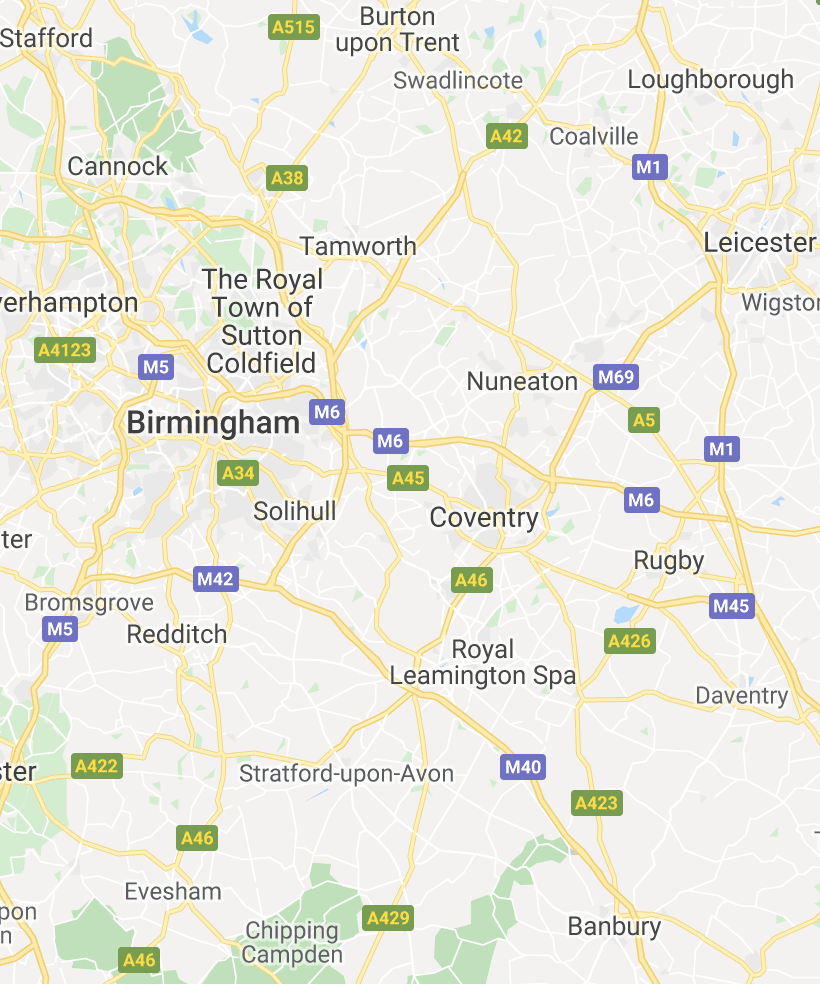 Burton
upon Trent
A515
Stafford
Swadlincote
Loughborough
A42
Coalville
Cannock
M1
A38
Tamworth
Leicester
The Royal
Town of
Sutton
Coldfield
verhampton
Wigston
A4123
M5
Nuneaton
M69
Birmingham
M6
A5
M6
M1
A34
A45
M6
Solihull
Coventry
ter
Rugby
M42
A46
Bromsgrove
M45
M5
Redditch
A426
Royal
Leamington Spa
Daventry
ster
A422
Stratford-upon-Avon
M40
A423
A46
Evesham
pon
n
A429
Chipping
Campden
Banbury
A46